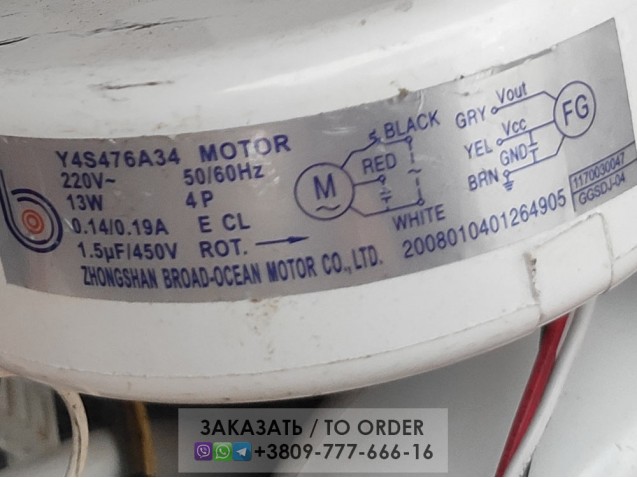 Y4S476A34 MOTOR
220V~ 50/60Hz
13W 4P
0.14/0.19A E CL
1.5µF/450V ROT.
ZHONGSHAN BROAD-OCEAN MOTOR CO., LTD.
M
~
BLACK
RED
WHITE
GRY Vout
YEL Vcc
GND
BRN
FG
2008010401264905
1170030047
GGSDJ-04
ЗАКАЗАТЬ / TO ORDER
+3809-777-666-16